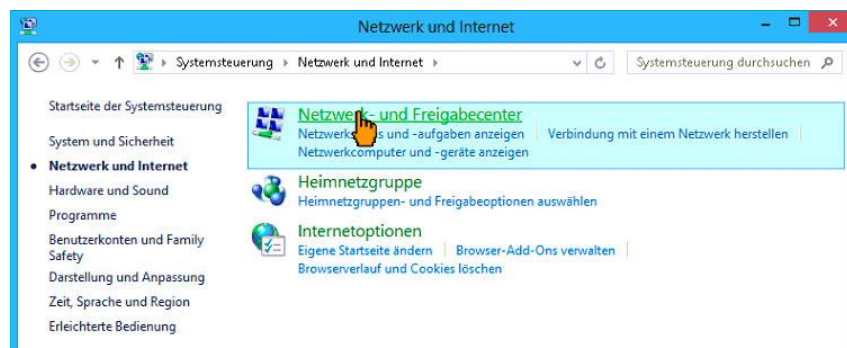 Netzwerk und Internet
Systemsteuerung Netzwerk und Internet Systemsteuerung durchsuchen
Startseite der Systemsteuerung
System und Sicherheit
Netzwerk und Internet
Hardware und Sound
Programme
Benutzerkonten und Family
Safety
Darstellung und Anpassung
Zeit, Sprache und Region
Erleichterte Bedienung
Netzwerk- und Freigabecenter
und -aufgaben anzeigen Verbindung mit einem Netzwerk herstellen
Netzwerkcomputer und -geräte anzeigen
Heimnetzgruppe
Heimnetzgruppen- und Freigabeoptionen auswählen
Internetoptionen
Eigene Startseite ändern Browser-Add-Ons verwalten
Browserverlauf und Cookies löschen